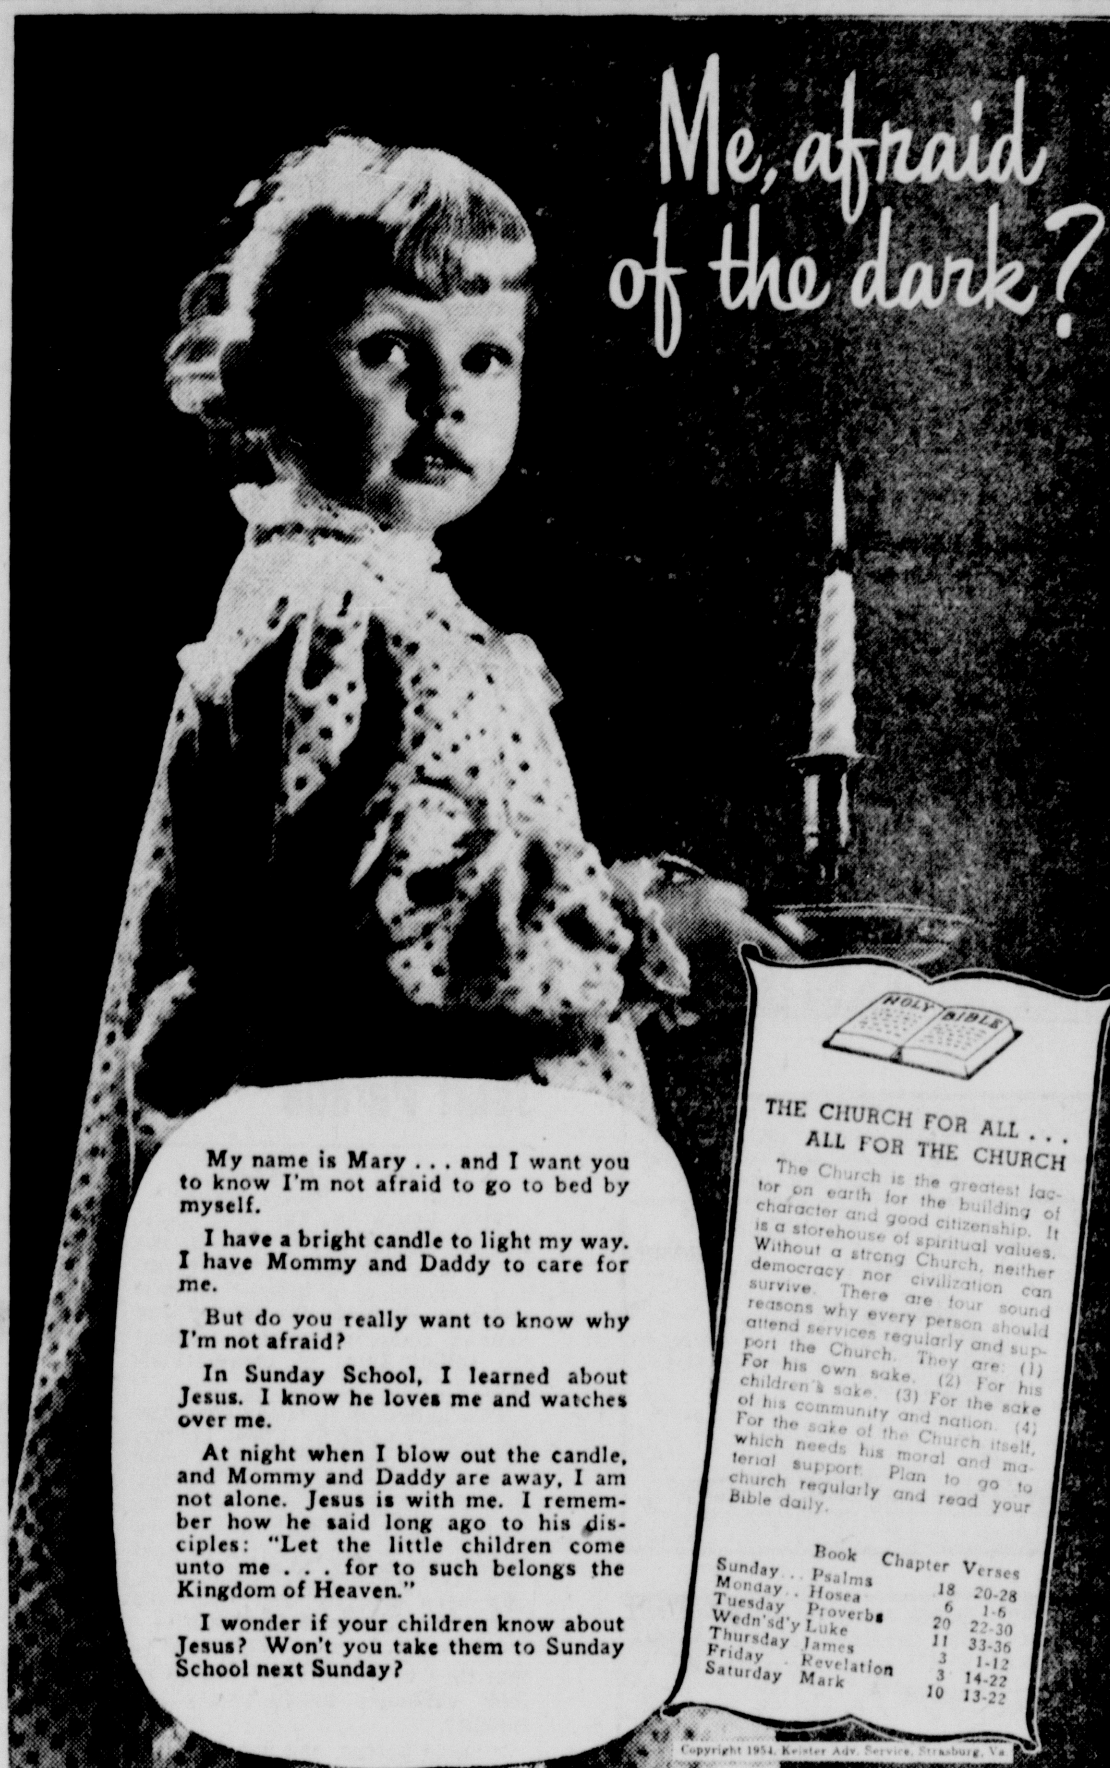 Me, afraid
of the dark?
My name is Mary . . . and I want you
to know I'm not afraid to go to bed by
myself.
I have a bright candle to light my way.
I have Mommy and Daddy to care for
me.
But do you really want to know why
I'm not afraid?
In Sunday School, I learned about
Jesus. I know he loves me and watches
over me.
At night when I blow out the candle,
and Mommy and Daddy are away, I am
not alone. Jesus is with me. I remem-
ber how he said long ago to his dis-
ciples: "Let the little children come
unto me . . . for to such belongs the
Kingdom of Heaven."
I wonder if your children know about
Jesus? Won't you take them to Sunday
School next Sunday?
HOLY BIBLE
THE CHURCH FOR ALL . . .
ALL FOR THE CHURCH
The Church is the greatest fac-
tor on earth for the building of
character and good citizenship. It
is a storehouse of spiritual values.
Without a strong Church, neither
democracy nor civilization can
survive. There are four sound
reasons why every person should
attend services regularly and sup-
port the Church. They are: (1)
For his own sake. (2) For his
children's sake. (3) For the sake
of his community and nation. (4)
For the sake of the Church itself,
which needs his moral and ma-
terial support. Plan to go to
church regularly and read your
Bible daily.
Book Chapter Verses
Sunday . . . Psalms 18 20-28
Monday . . Hosea 6 1-6
Tuesday Proverbs 20 22-30
Wedn'sd'y Luke 11 33-36
Thursday James 3 1-12
Friday . Revelation 3 14-22
Saturday Mark 10 13-22
Copyright 1954, Keister Adv. Service, Strasburg, Va.